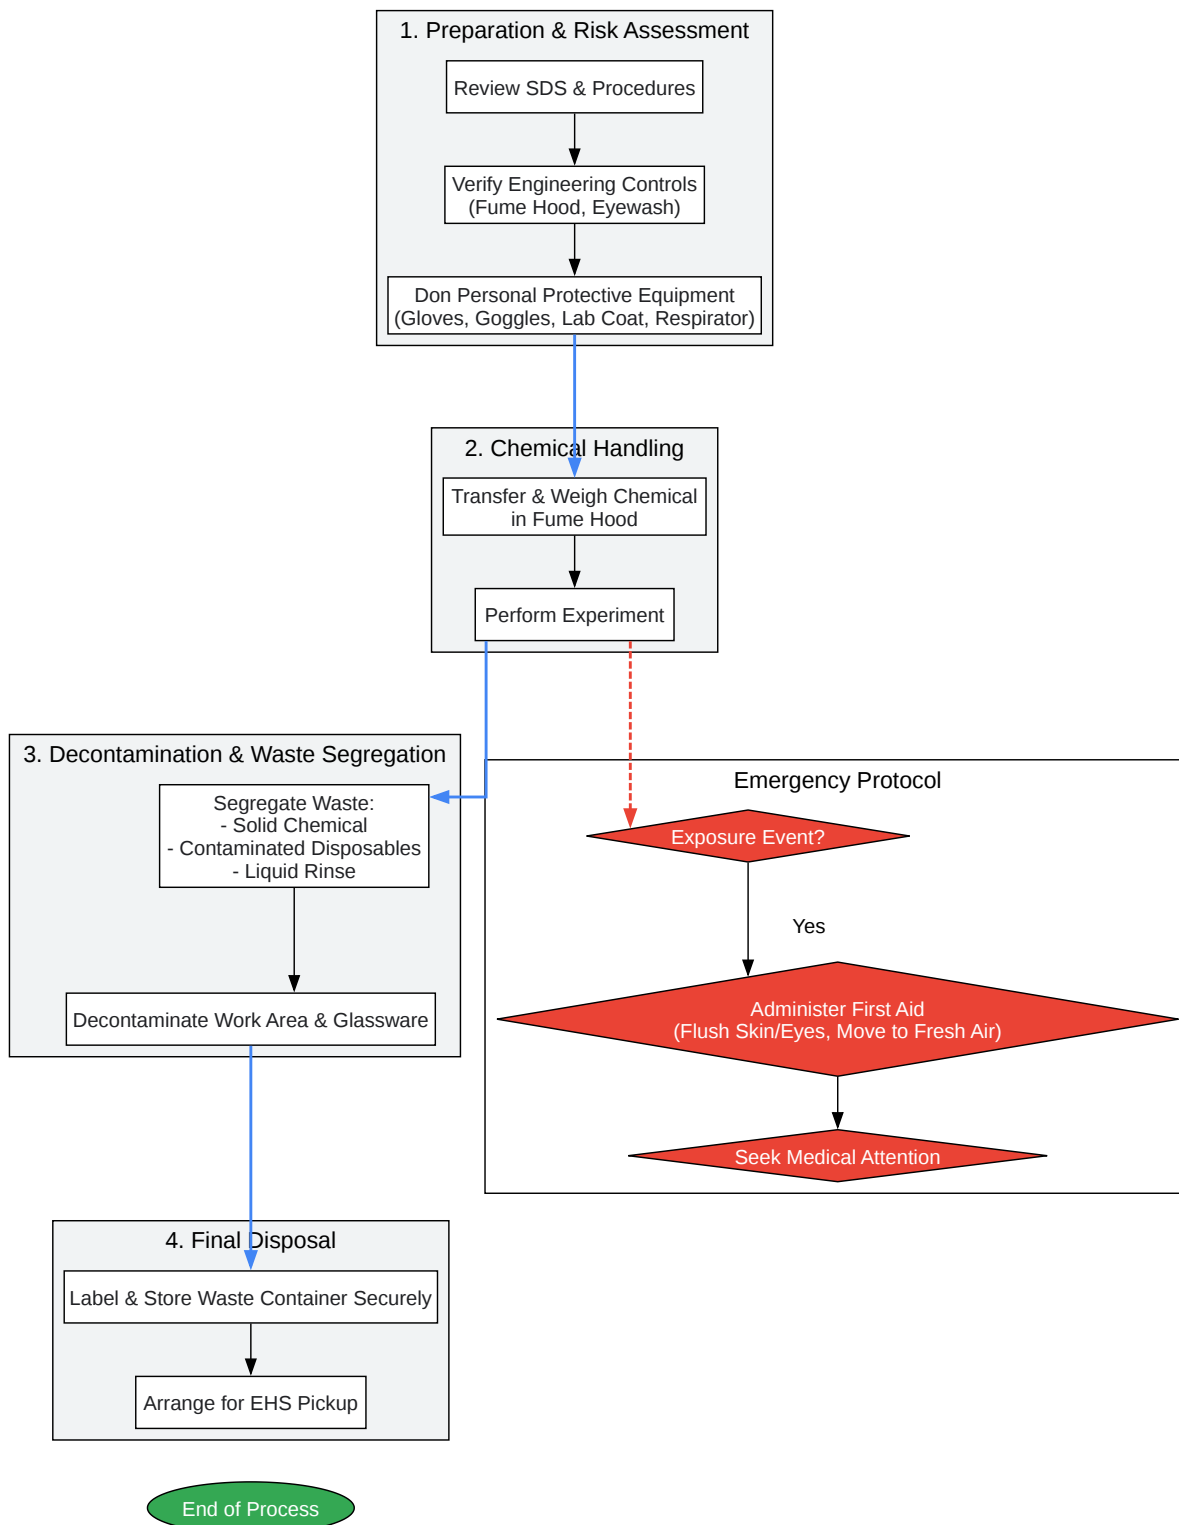 1. Preparation & Risk Assessment
Review SDS & Procedures
Verify Engineering Controls
(Fume Hood, Eyewash)
Don Personal Protective Equipment
(Gloves, Goggles, Lab Coat, Respirator)
2. Chemical Handling
Transfer & Weigh Chemical
in Fume Hood
Perform Experiment
3. Decontamination & Waste Segregation
Segregate Waste:
- Solid Chemical
- Contaminated Disposables
- Liquid Rinse
Decontaminate Work Area & Glassware
Emergency Protocol
Exposure Event?
Yes
Administer First Aid
(Flush Skin/Eyes, Move to Fresh Air)
Seek Medical Attention
4. Final Disposal
Label & Store Waste Container Securely
Arrange for EHS Pickup
End of Process